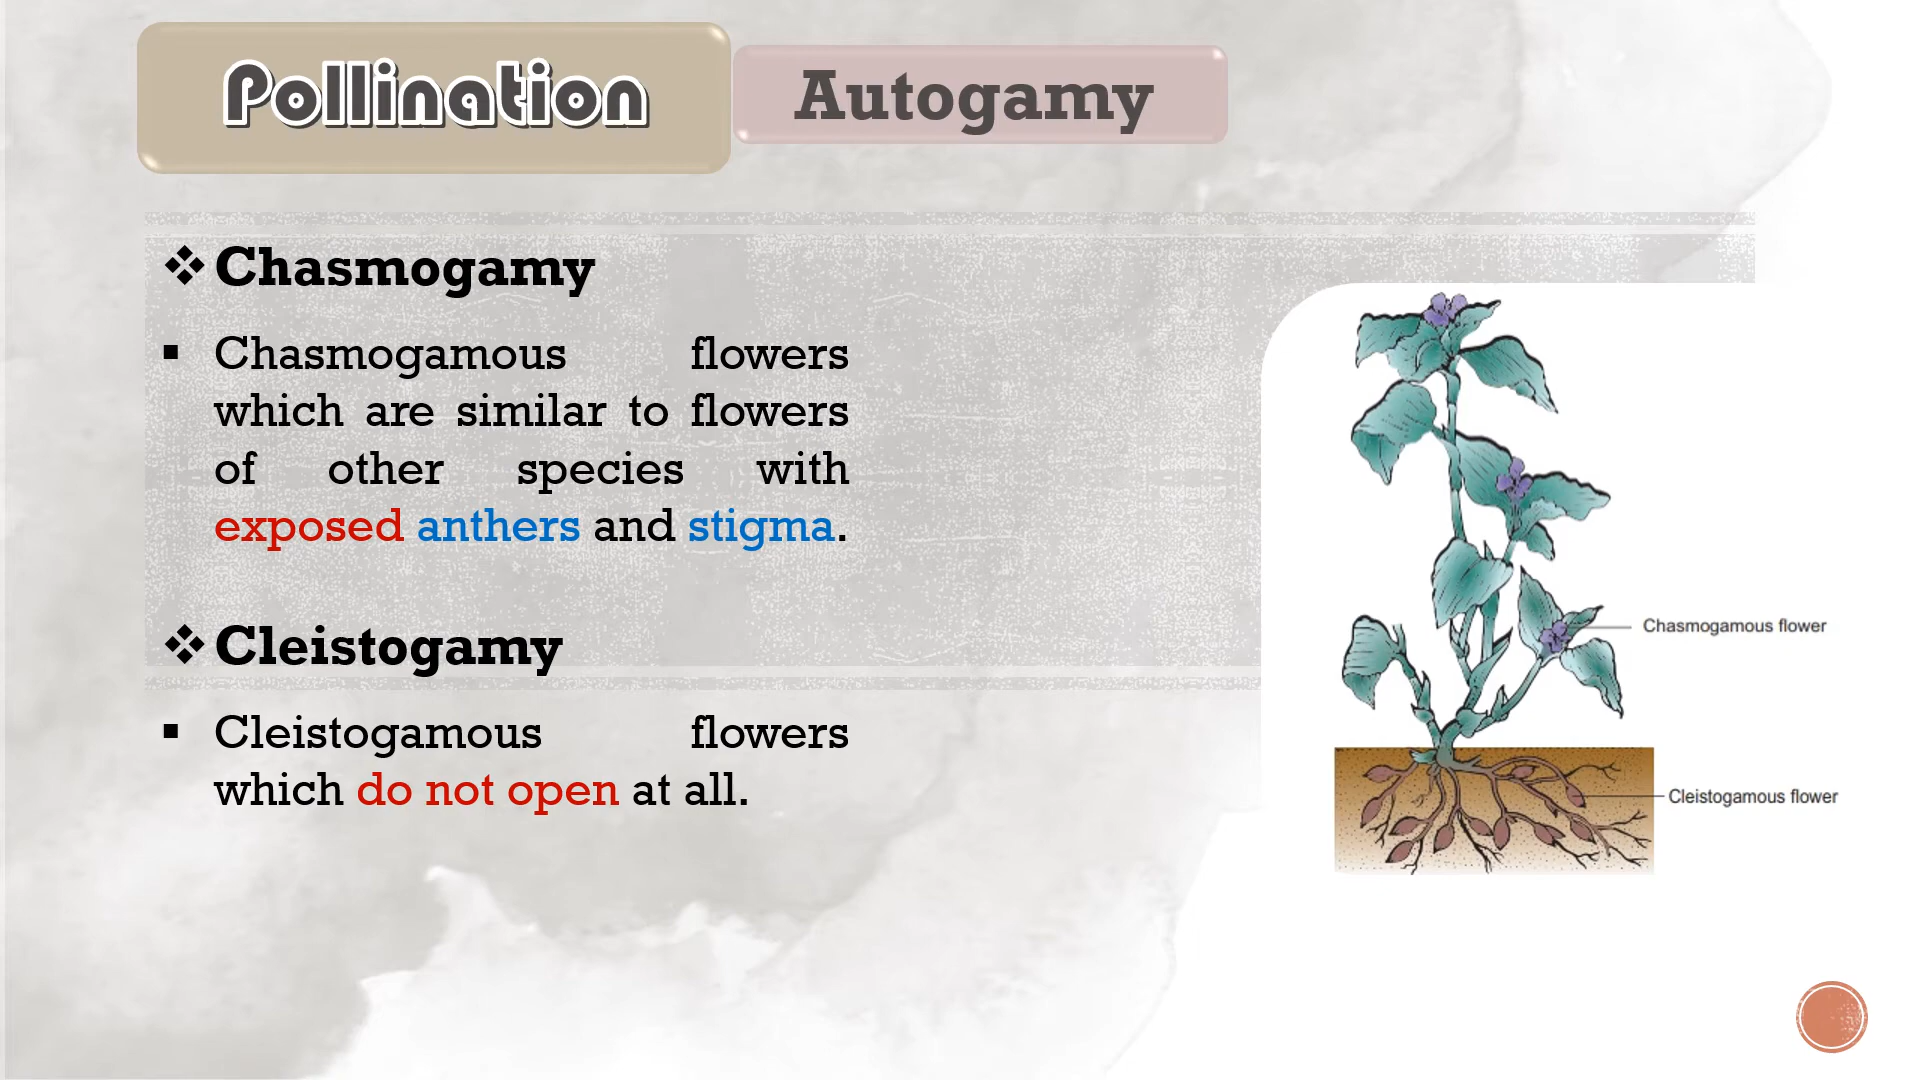 Pollination
Autogamy
❖Chasmogamy
▪ Chasmogamous flowers
which are similar to flowers
of other species with
exposed anthers and stigma.
❖Cleistogamy
▪ Cleistogamous flowers
which do not open at all.
Chasmogamous flower
Cleistogamous flower